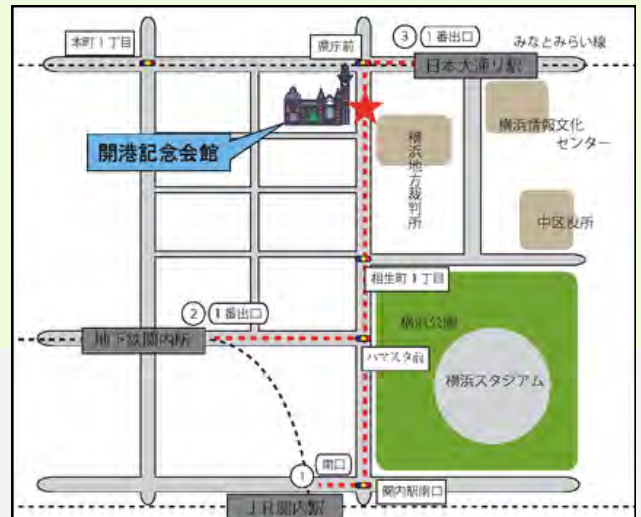 本町1丁目
県庁前
③ 1番出口
みなとみらい線
日本大通り駅
開港記念会館
横浜地方裁判所
横浜情報文化
センター
中区役所
相生町1丁目
② 1番出口
地下鉄関内駅
横浜公園
ハマスタ前
横浜スタジアム
① 南口
関内駅南口
JR関内駅